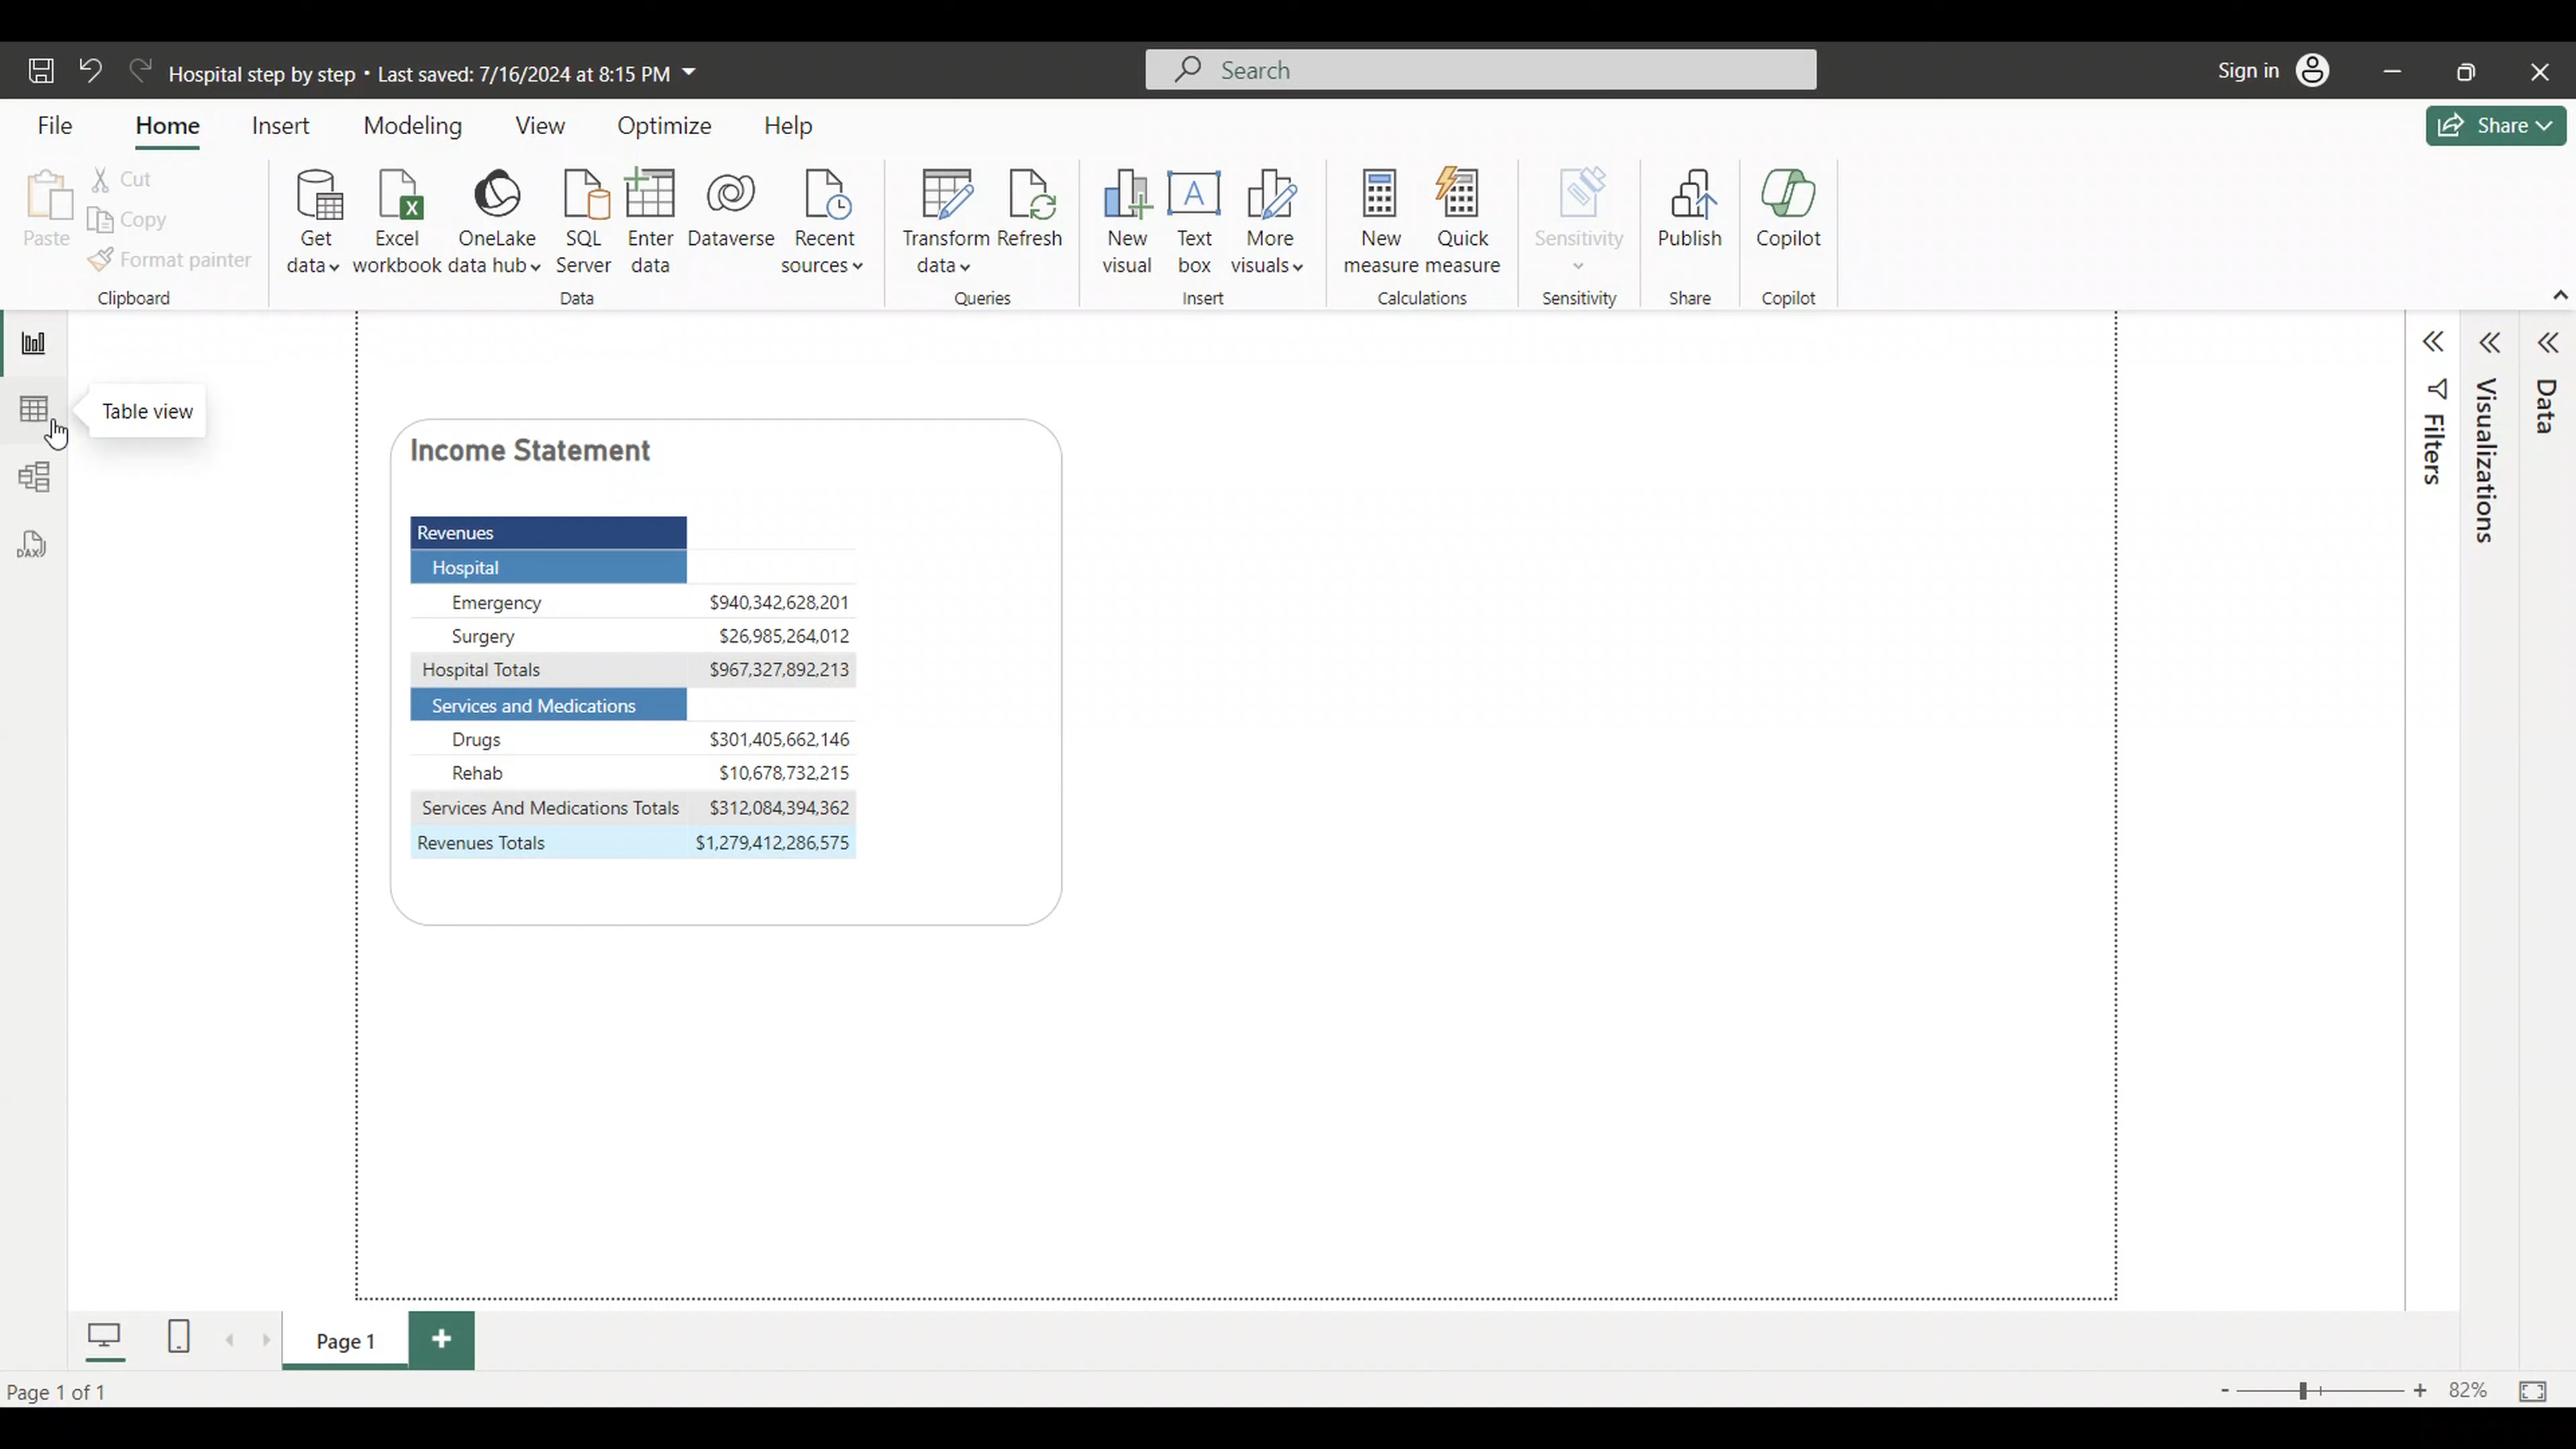 Hospital step by step • Last saved: 7/16/2024 at 8:15 PM
Search
Sign in
File Home Insert Modeling View Optimize Help
Share
Paste
Cut
Copy
Format painter
Clipboard
Get data
Excel workbook
OneLake data hub
SQL Server
Enter data
Dataverse
Recent sources
Data
Transform data
Refresh
Queries
New visual
Text box
More visuals
Insert
New measure
Quick measure
Calculations
Sensitivity
Sensitivity
Publish
Share
Copilot
Copilot
Table view
DAX
Income Statement
Revenues
Hospital
Emergency $940,342,628,201
Surgery $26,985,264,012
Hospital Totals $967,327,892,213
Services and Medications
Drugs $301,405,662,146
Rehab $10,678,732,215
Services And Medications Totals $312,084,394,362
Revenues Totals $1,279,412,286,575
Filters
Visualizations
Data
Page 1
Page 1 of 1
- + 82%